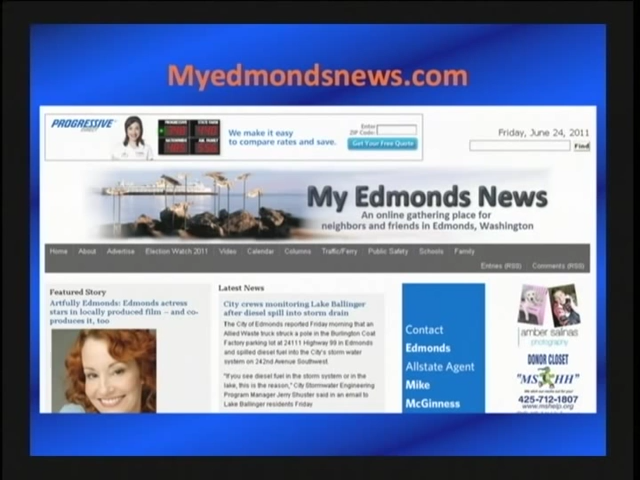 Myedmondsnews.com
PROGRESSIVE
DIRECT
We make it easy
to compare rates and save.
Enter
ZIP Code:
Get Your Free Quote
Friday, June 24, 2011
Find
My Edmonds News
An online gathering place for
neighbors and friends in Edmonds, Washington
Home About Advertise Election Watch 2011 Video Calendar Columns Traffic/Ferry Public Safety Schools Family
Entries (RSS) Comments (RSS)
Featured Story
Artfully Edmonds: Edmonds actress
stars in locally produced film -- and co-
produces it, too
Latest News
City crews monitoring Lake Ballinger
after diesel spill into storm drain
The City of Edmonds reported Friday morning that an
Allied Waste truck struck a pole in the Burlington Coat
Factory parking lot at 24111 Highway 99 in Edmonds
and spilled diesel fuel into the City's storm water
system on 242nd Avenue Southwest.
"If you see diesel fuel in the storm system or in the
lake, this is the reason," City Stormwater Engineering
Program Manager Jerry Shuster said in an email to
Lake Ballinger residents Friday
Contact
Edmonds
Allstate Agent
Mike
McGinness
amber salinas
photography
DONOR CLOSET
"MS HH"
425-712-1807
www.mshelp.org